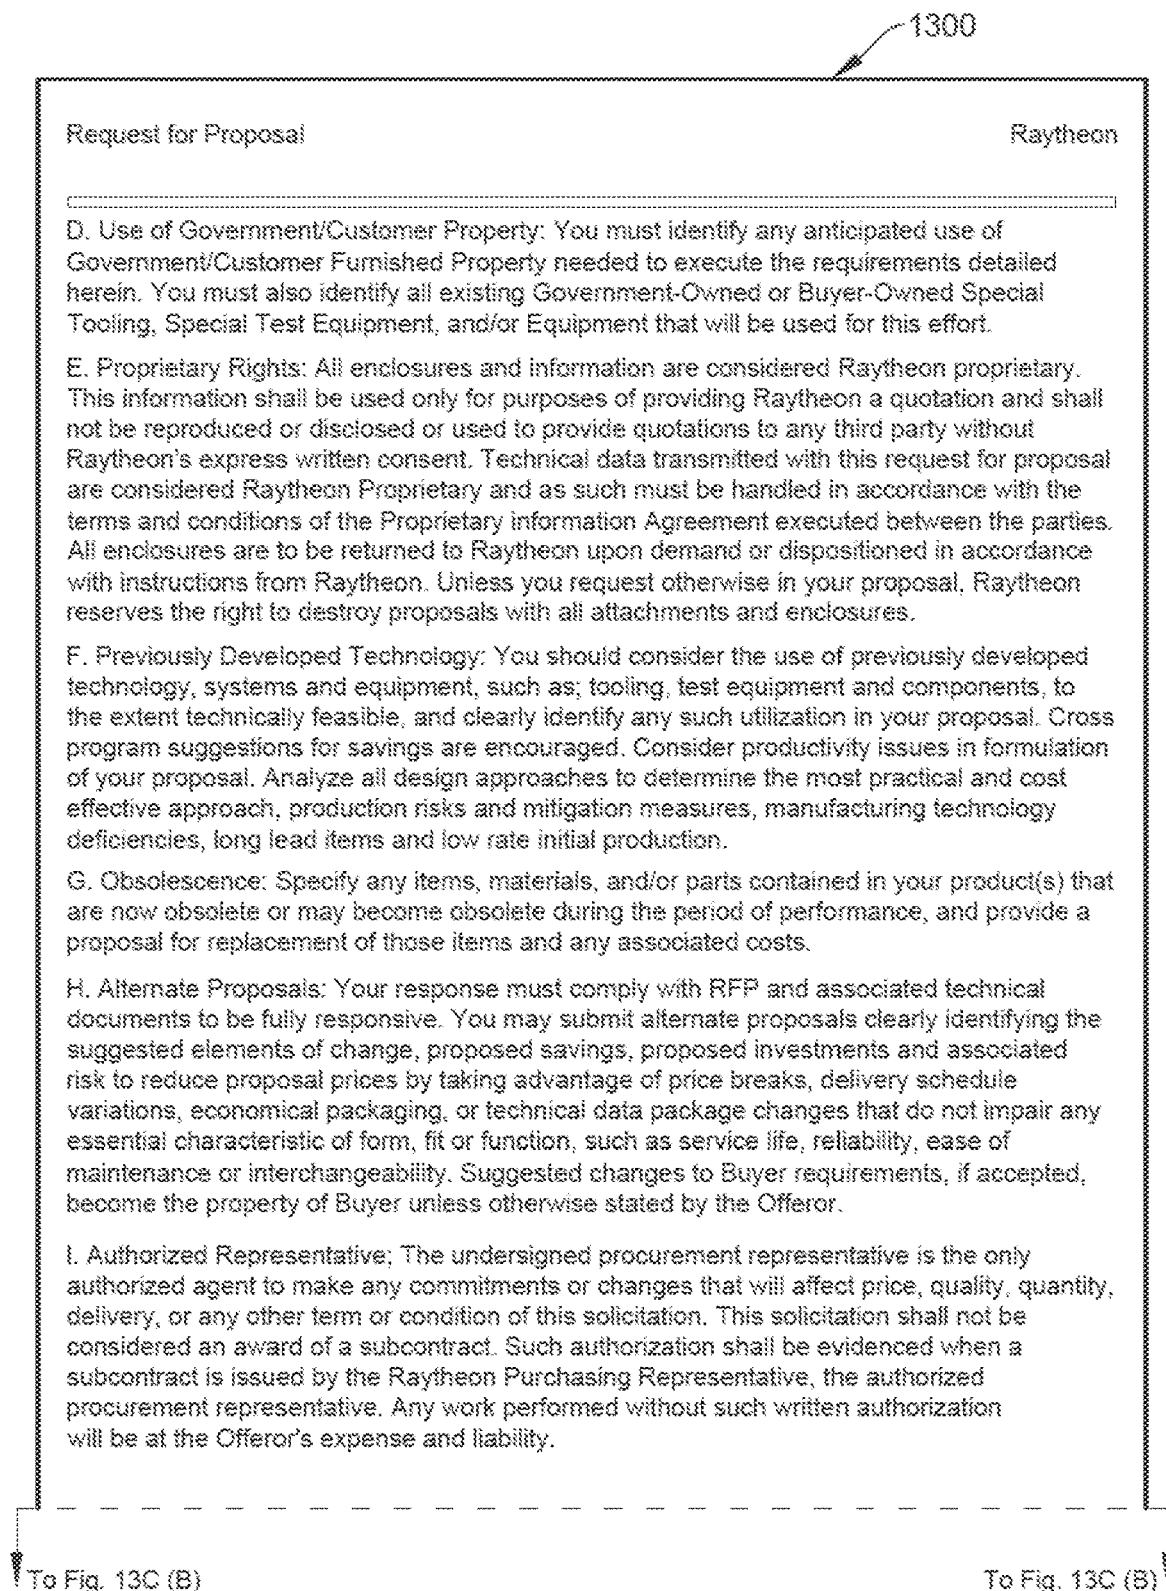 1300
Request for Proposal Raytheon
D. Use of Government/Customer Property: You must identify any anticipated use of
Government/Customer Furnished Property needed to execute the requirements detailed
herein. You must also identify all existing Government-Owned or Buyer-Owned Special
Tooling, Special Test Equipment, and/or Equipment that will be used for this effort.
E. Proprietary Rights: All enclosures and information are considered Raytheon proprietary.
This information shall be used only for purposes of providing Raytheon a quotation and shall
not be reproduced or disclosed or used to provide quotations to any third party without
Raytheon's express written consent. Technical data transmitted with this request for proposal
are considered Raytheon Proprietary and as such must be handled in accordance with the
terms and conditions of the Proprietary information Agreement executed between the parties.
All enclosures are to be returned to Raytheon upon demand or dispositioned in accordance
with instructions from Raytheon. Unless you request otherwise in your proposal, Raytheon
reserves the right to destroy proposals with all attachments and enclosures.
F. Previously Developed Technology: You should consider the use of previously developed
technology, systems and equipment, such as; tooling, test equipment and components, to
the extent technically feasible, and clearly identify any such utilization in your proposal. Cross
program suggestions for savings are encouraged. Consider productivity issues in formulation
of your proposal. Analyze all design approaches to determine the most practical and cost
effective approach, production risks and mitigation measures, manufacturing technology
deficiencies, long lead items and low rate initial production.
G. Obsolescence: Specify any items, materials, and/or parts contained in your product(s) that
are now obsolete or may become obsolete during the period of performance, and provide a
proposal for replacement of those items and any associated costs.
H. Alternate Proposals: Your response must comply with RFP and associated technical
documents to be fully responsive. You may submit alternate proposals clearly identifying the
suggested elements of change, proposed savings, proposed investments and associated
risk to reduce proposal prices by taking advantage of price breaks, delivery schedule
variations, economical packaging, or technical data package changes that do not impair any
essential characteristic of form, fit or function, such as service life, reliability, ease of
maintenance or interchangeability. Suggested changes to Buyer requirements, if accepted,
become the property of Buyer unless otherwise stated by the Offeror.
I. Authorized Representative; The undersigned procurement representative is the only
authorized agent to make any commitments or changes that will affect price, quality, quantity,
delivery, or any other term or condition of this solicitation. This solicitation shall not be
considered an award of a subcontract. Such authorization shall be evidenced when a
subcontract is issued by the Raytheon Purchasing Representative, the authorized
procurement representative. Any work performed without such written authorization
will be at the Offeror's expense and liability.
To Fig. 13C (B) To Fig. 13C (B)